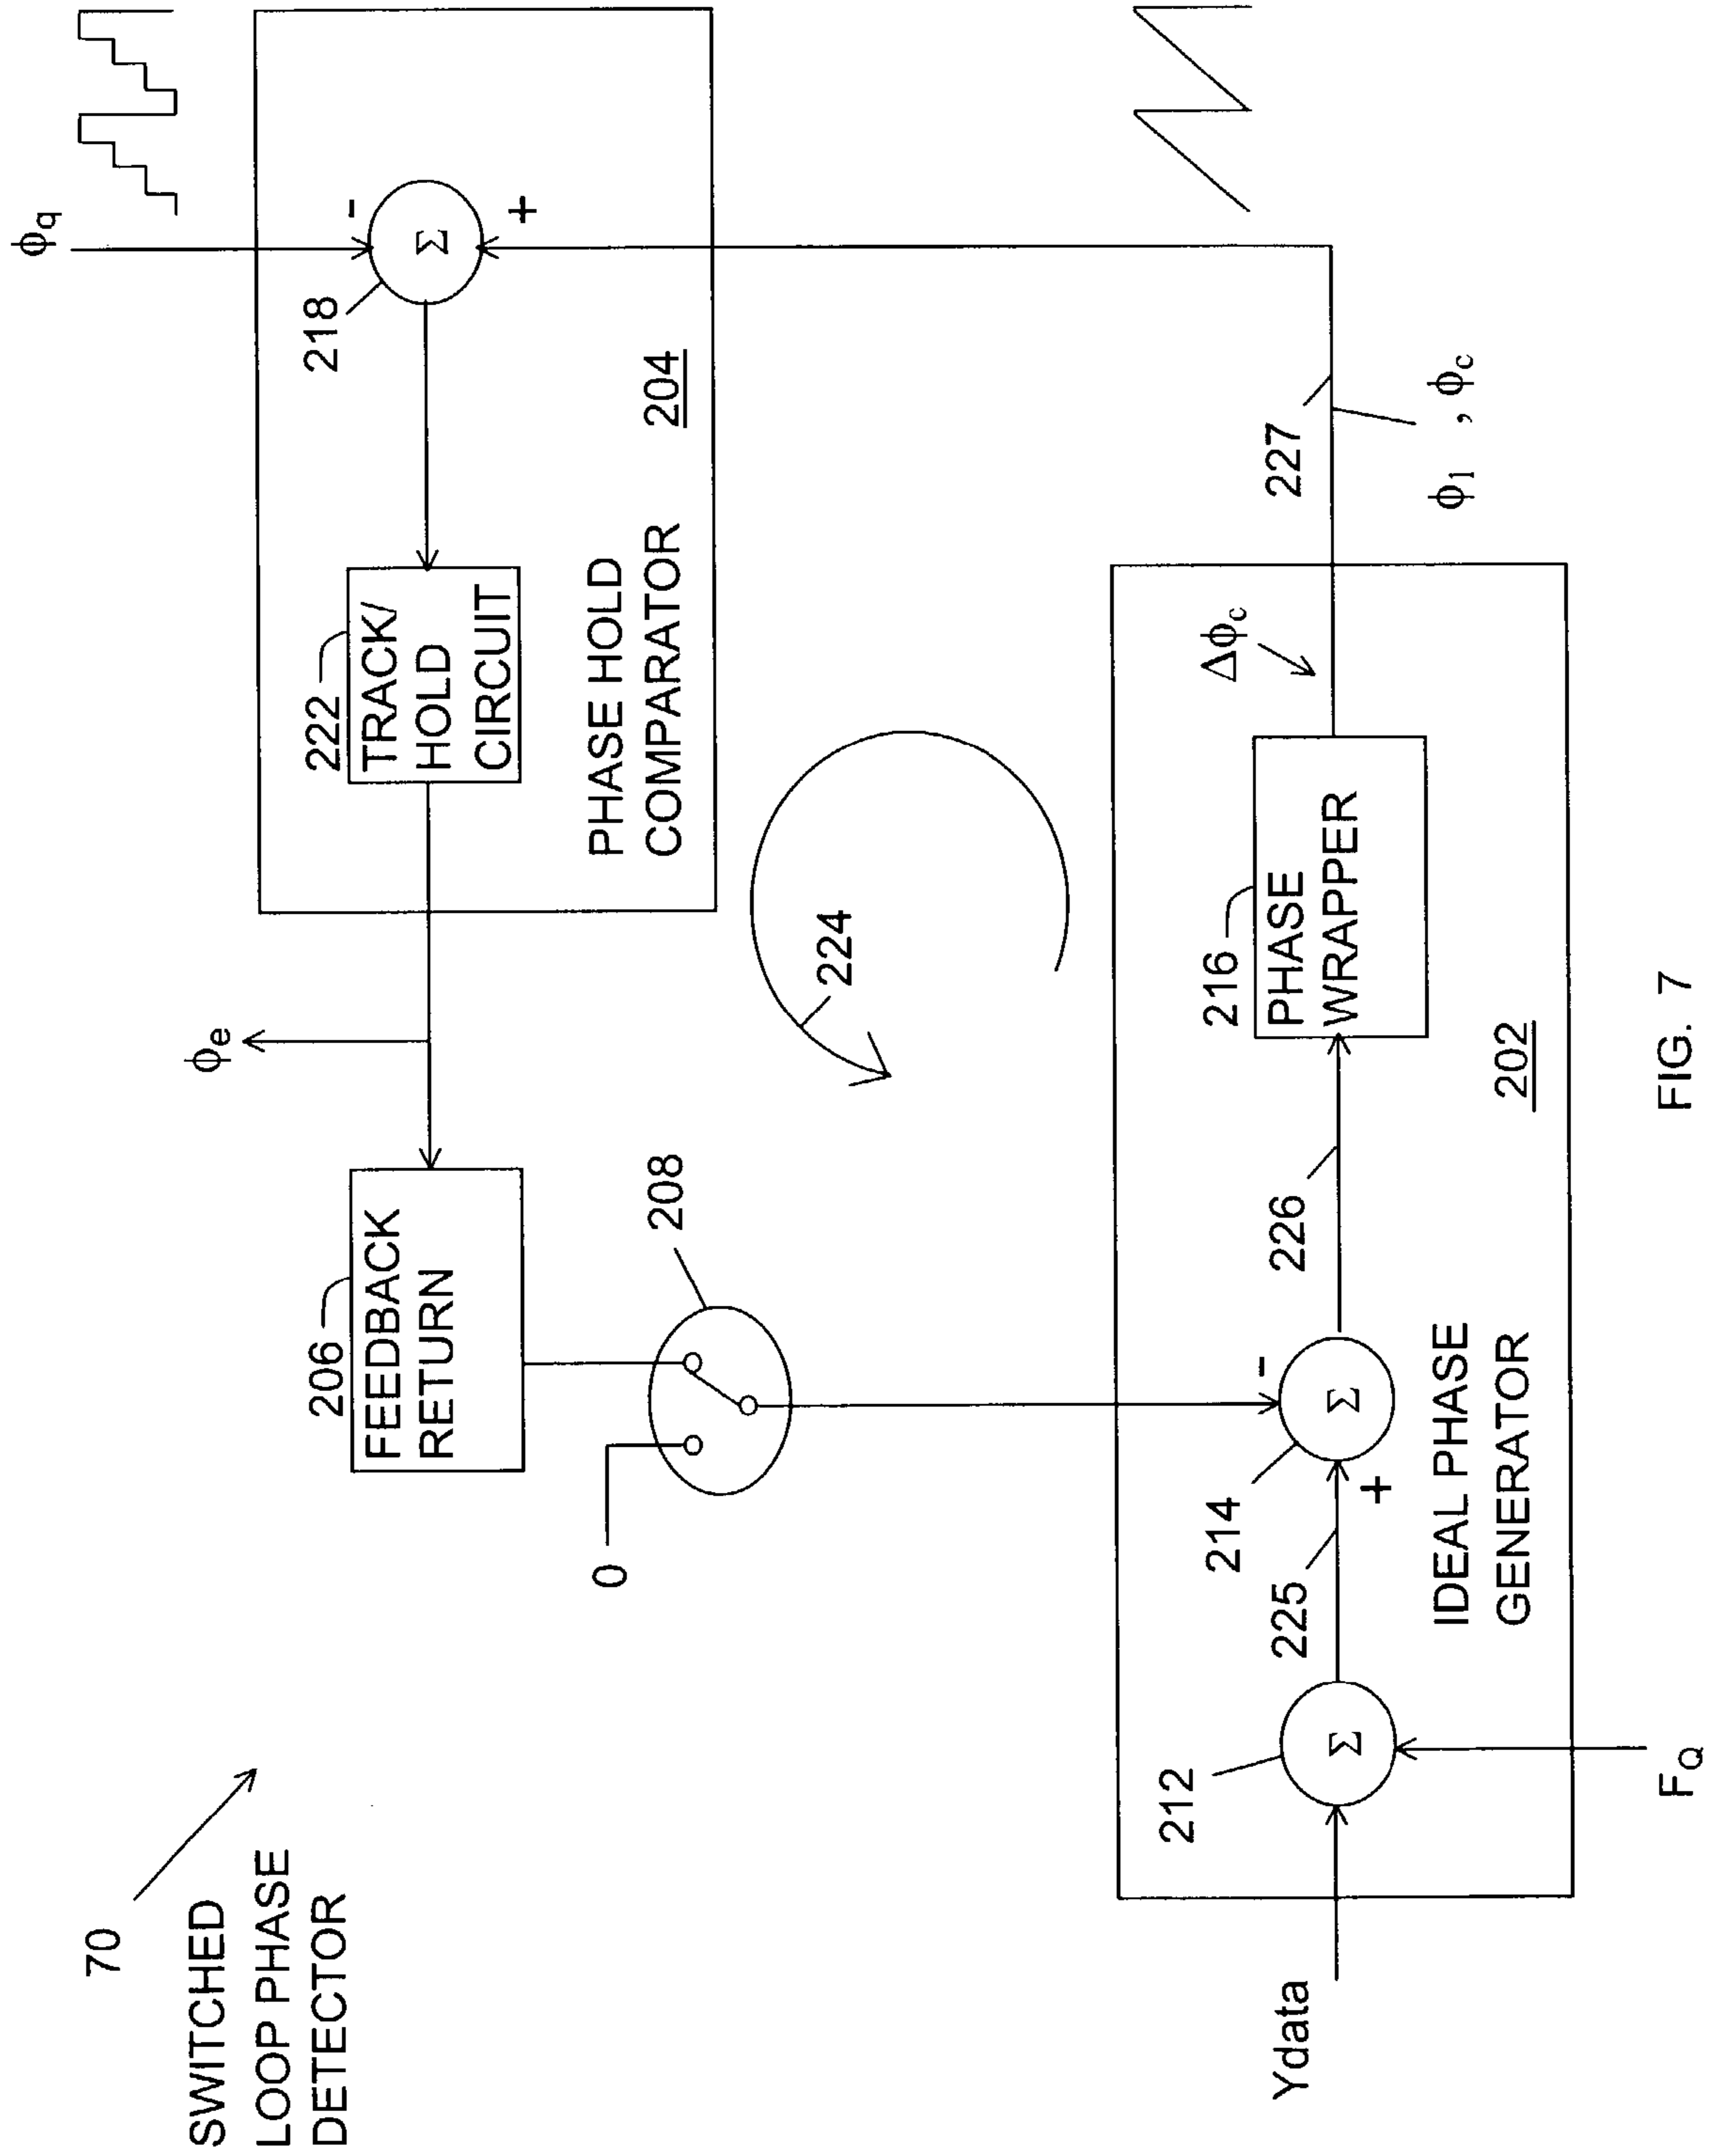 70
SWITCHED
LOOP PHASE
DETECTOR
ϕe
ϕq
206
FEEDBACK
RETURN
222
TRACK/
HOLD
CIRCUIT
218
Σ
-
+
PHASE HOLD
COMPARATOR
204
0
208
224
Ydata
212
Σ
FQ
225
214
Σ
-
+
226
216
PHASE
WRAPPER
Δϕc
227
ϕ1 , ϕc
IDEAL PHASE
GENERATOR
202
FIG. 7